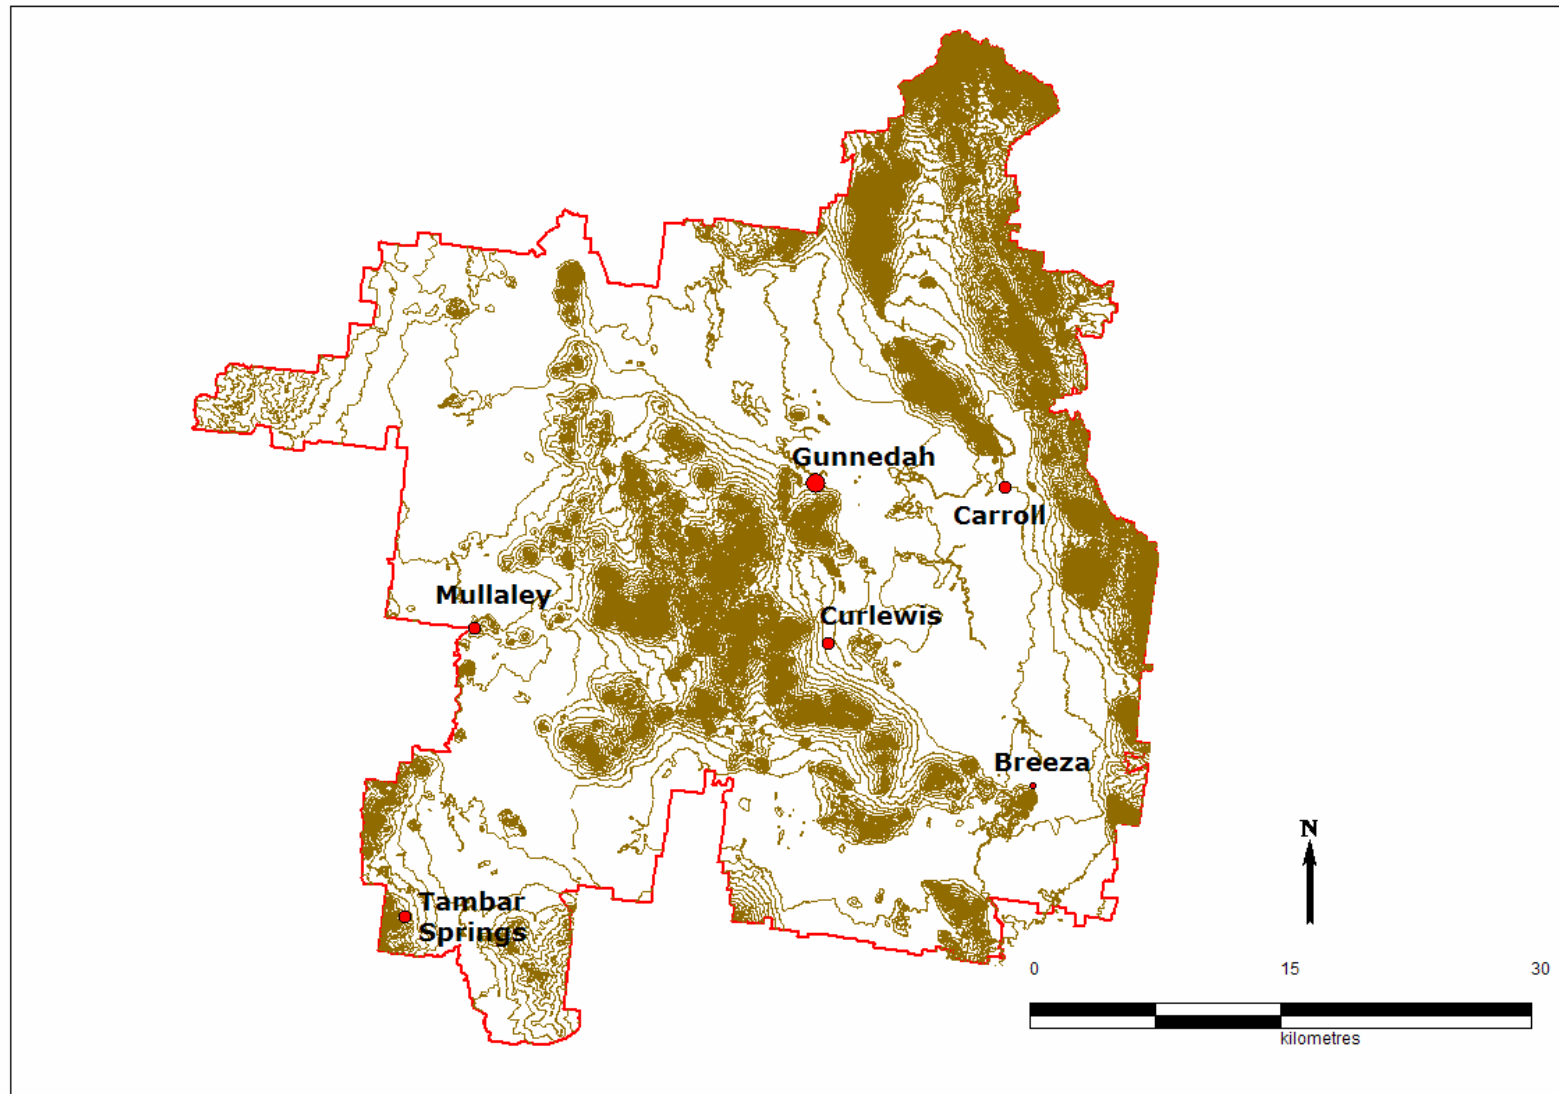 Gunnedah
Carroll
Mullaley
Curlewis
Breeza
N
Tambar
Springs
0 15 30
kilometres